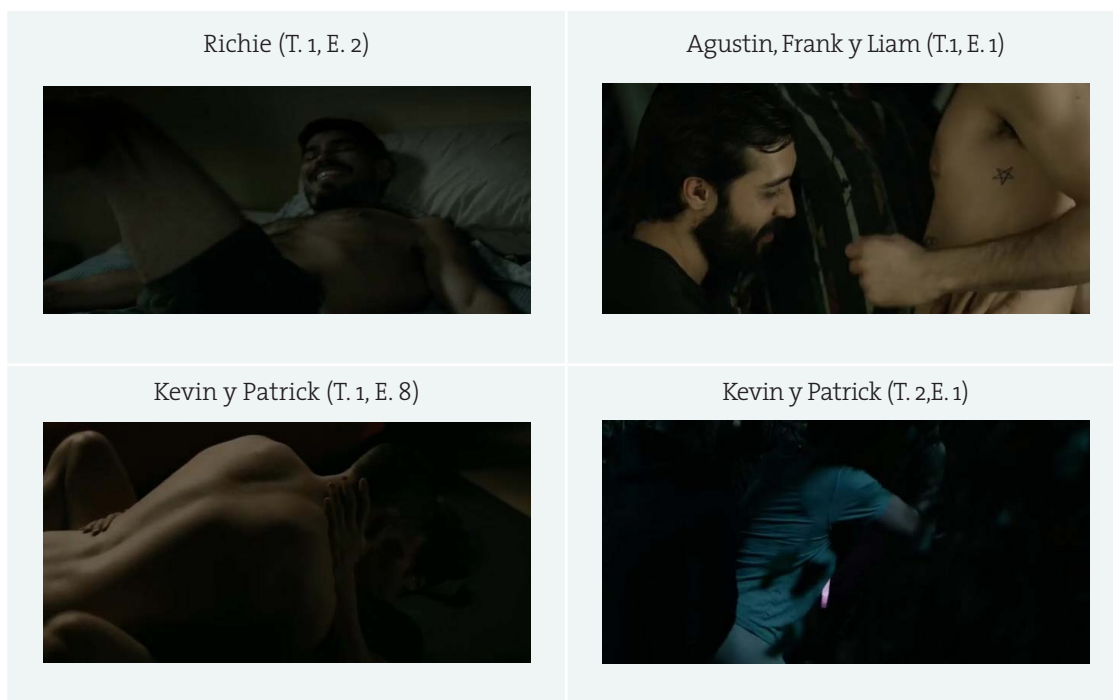 Richie (T. 1, E. 2)
Agustin, Frank y Liam (T.1, E. 1)
Kevin y Patrick (T. 1, E. 8)
Kevin y Patrick (T. 2,E. 1)